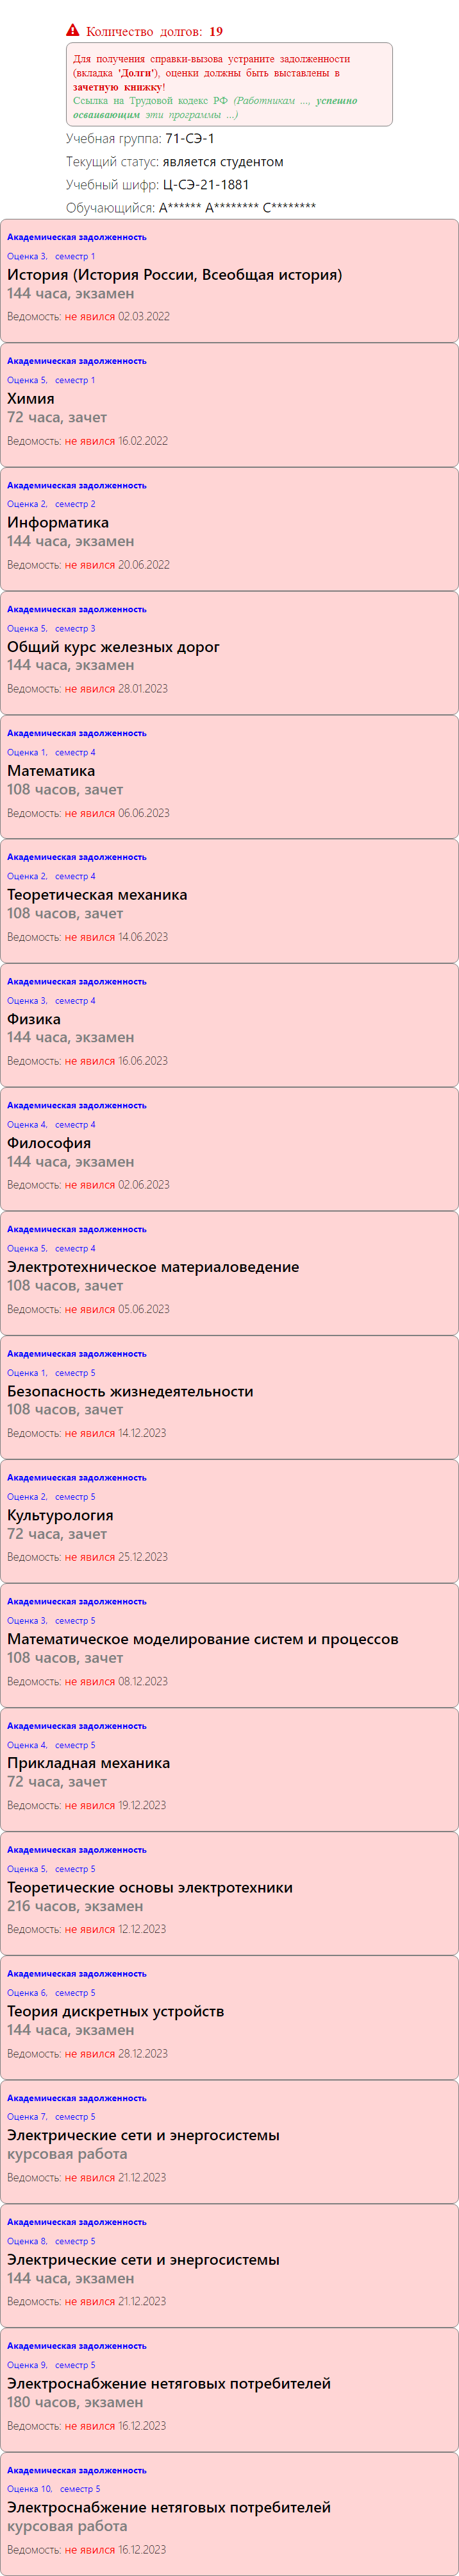 Количество долгов: 19
Для получения справки-вызова устраните задолженности
(вкладка 'Долги'), оценки должны быть выставлены в
зачетную книжку!
Ссылка на Трудовой кодекс РФ (Работникам ..., успешно
осваивающим эти программы ...)
Учебная группа: 71-СЭ-1
Текущий статус: является студентом
Учебный шифр: Ц-СЭ-21-1881
Обучающийся: А****** А******** С********
Академическая задолженность
Оценка 3, семестр 1
История (История России, Всеобщая история)
144 часа, экзамен
Ведомость: не явился 02.03.2022
Академическая задолженность
Оценка 5, семестр 1
Химия
72 часа, зачет
Ведомость: не явился 16.02.2022
Академическая задолженность
Оценка 2, семестр 2
Информатика
144 часа, экзамен
Ведомость: не явился 20.06.2022
Академическая задолженность
Оценка 5, семестр 3
Общий курс железных дорог
144 часа, экзамен
Ведомость: не явился 28.01.2023
Академическая задолженность
Оценка 1, семестр 4
Математика
108 часов, зачет
Ведомость: не явился 06.06.2023
Академическая задолженность
Оценка 2, семестр 4
Теоретическая механика
108 часов, зачет
Ведомость: не явился 14.06.2023
Академическая задолженность
Оценка 3, семестр 4
Физика
144 часа, экзамен
Ведомость: не явился 16.06.2023
Академическая задолженность
Оценка 4, семестр 4
Философия
144 часа, экзамен
Ведомость: не явился 02.06.2023
Академическая задолженность
Оценка 5, семестр 4
Электротехническое материаловедение
108 часов, зачет
Ведомость: не явился 05.06.2023
Академическая задолженность
Оценка 1, семестр 5
Безопасность жизнедеятельности
108 часов, зачет
Ведомость: не явился 14.12.2023
Академическая задолженность
Оценка 2, семестр 5
Культурология
72 часа, зачет
Ведомость: не явился 25.12.2023
Академическая задолженность
Оценка 3, семестр 5
Математическое моделирование систем и процессов
108 часов, зачет
Ведомость: не явился 08.12.2023
Академическая задолженность
Оценка 4, семестр 5
Прикладная механика
72 часа, зачет
Ведомость: не явился 19.12.2023
Академическая задолженность
Оценка 5, семестр 5
Теоретические основы электротехники
216 часов, экзамен
Ведомость: не явился 12.12.2023
Академическая задолженность
Оценка 6, семестр 5
Теория дискретных устройств
144 часа, экзамен
Ведомость: не явился 28.12.2023
Академическая задолженность
Оценка 7, семестр 5
Электрические сети и энергосистемы
курсовая работа
Ведомость: не явился 21.12.2023
Академическая задолженность
Оценка 8, семестр 5
Электрические сети и энергосистемы
144 часа, экзамен
Ведомость: не явился 21.12.2023
Академическая задолженность
Оценка 9, семестр 5
Электроснабжение нетяговых потребителей
180 часов, экзамен
Ведомость: не явился 16.12.2023
Академическая задолженность
Оценка 10, семестр 5
Электроснабжение нетяговых потребителей
курсовая работа
Ведомость: не явился 16.12.2023